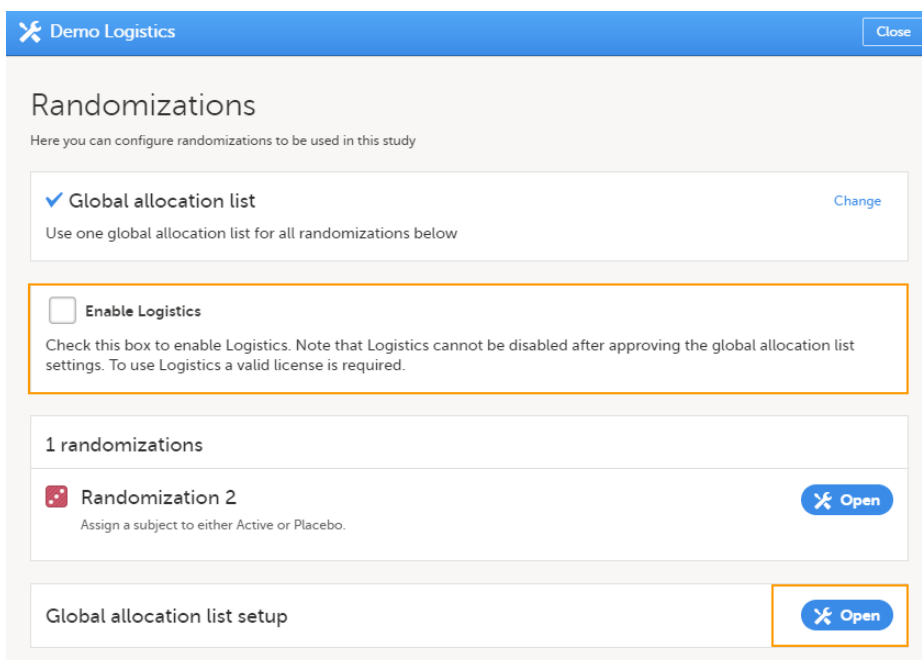 Demo Logistics
Close
Randomizations
Here you can configure randomizations to be used in this study
Global allocation list
Change
Use one global allocation list for all randomizations below
Enable Logistics
Check this box to enable Logistics. Note that Logistics cannot be disabled after approving the global allocation list
settings. To use Logistics a valid license is required.
1 randomizations
Randomization 2
Open
Assign a subject to either Active or Placebo.
Global allocation list setup
Open